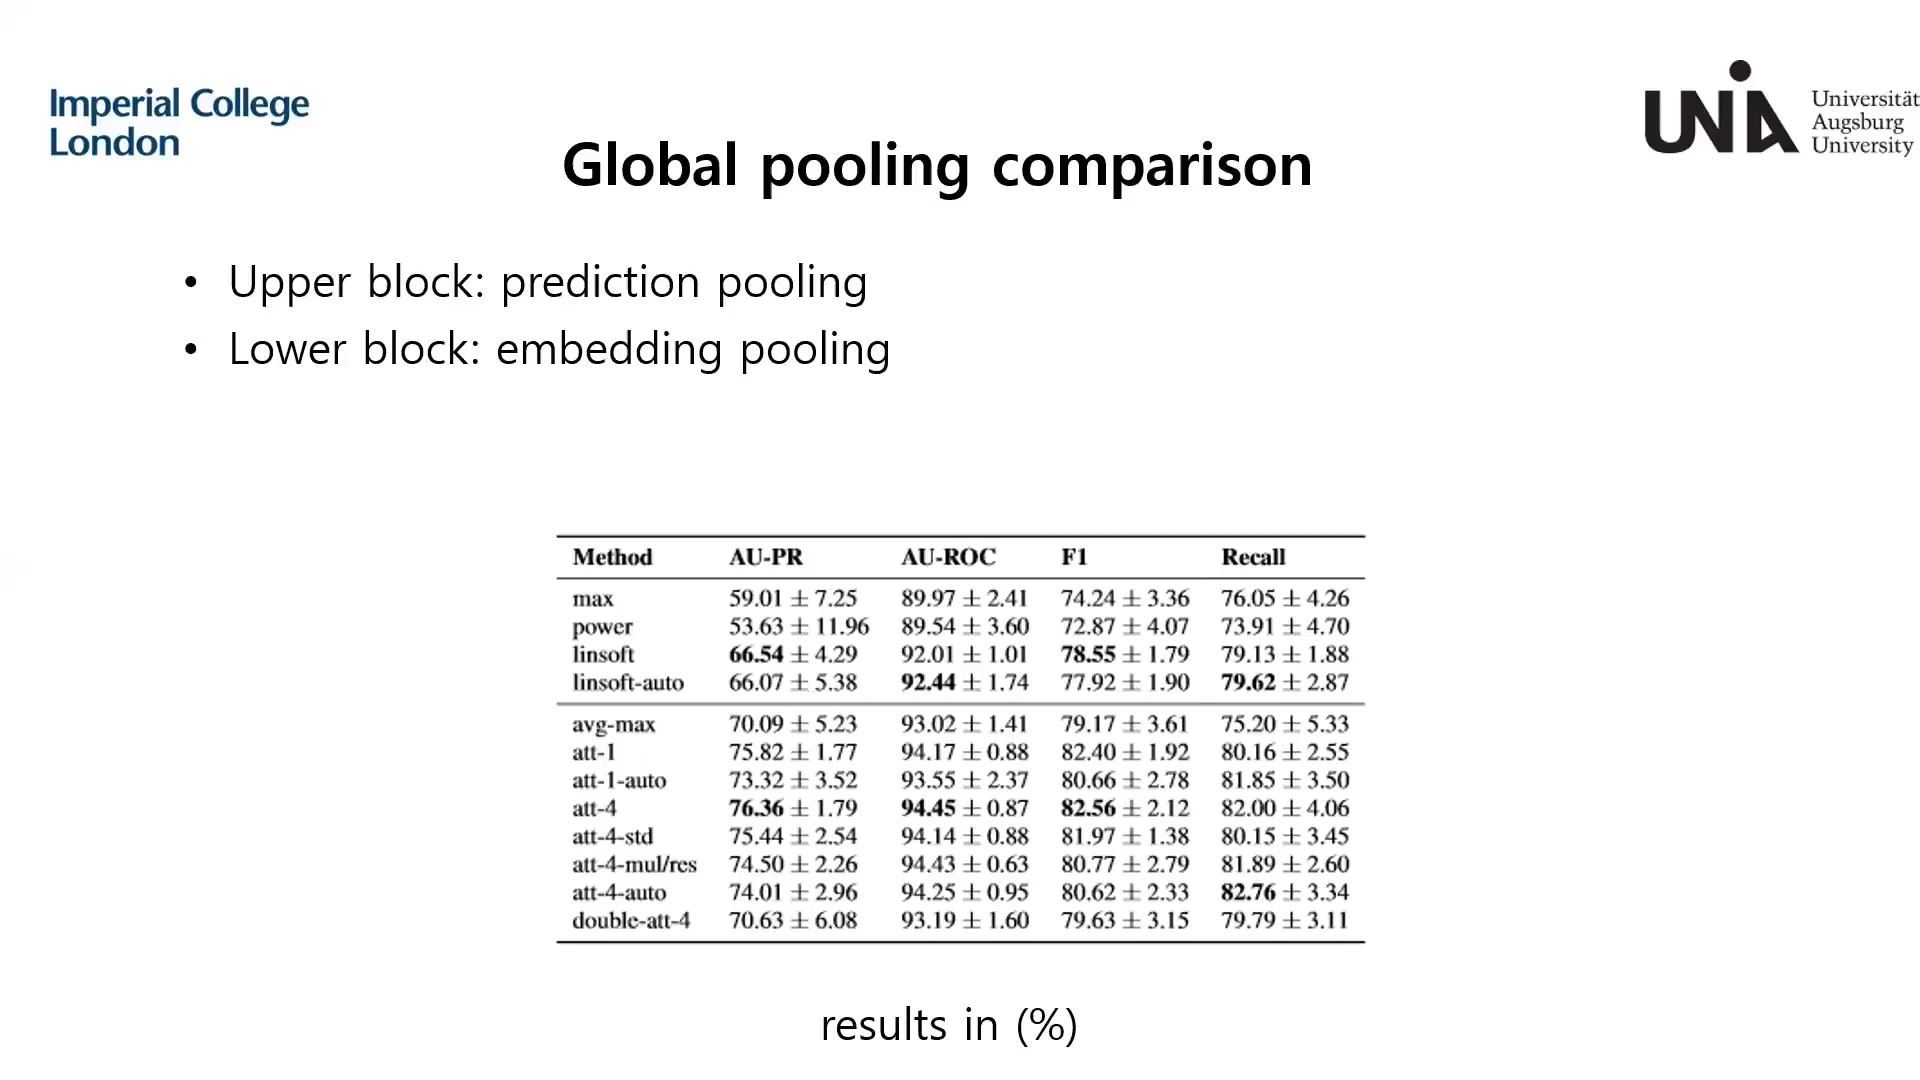 Imperial College
London
UNIA
Universität
Augsburg
University
Global pooling comparison
• Upper block: prediction pooling
• Lower block: embedding pooling
Method AU-PR AU-ROC F1 Recall
max 59.01 ± 7.25 89.97 ± 2.41 74.24 ± 3.36 76.05 ± 4.26
power 53.63 ± 11.96 89.54 ± 3.60 72.87 ± 4.07 73.91 ± 4.70
linsoft 66.54 ± 4.29 92.01 ± 1.01 78.55 ± 1.79 79.13 ± 1.88
linsoft-auto 66.07 ± 5.38 92.44 ± 1.74 77.92 ± 1.90 79.62 ± 2.87
avg-max 70.09 ± 5.23 93.02 ± 1.41 79.17 ± 3.61 75.20 ± 5.33
att-1 75.82 ± 1.77 94.17 ± 0.88 82.40 ± 1.92 80.16 ± 2.55
att-1-auto 73.32 ± 3.52 93.55 ± 2.37 80.66 ± 2.78 81.85 ± 3.50
att-4 76.36 ± 1.79 94.45 ± 0.87 82.56 ± 2.12 82.00 ± 4.06
att-4-std 75.44 ± 2.54 94.14 ± 0.88 81.97 ± 1.38 80.15 ± 3.45
att-4-mul/res 74.50 ± 2.26 94.43 ± 0.63 80.77 ± 2.79 81.89 ± 2.60
att-4-auto 74.01 ± 2.96 94.25 ± 0.95 80.62 ± 2.33 82.76 ± 3.34
double-att-4 70.63 ± 6.08 93.19 ± 1.60 79.63 ± 3.15 79.79 ± 3.11
results in (%)